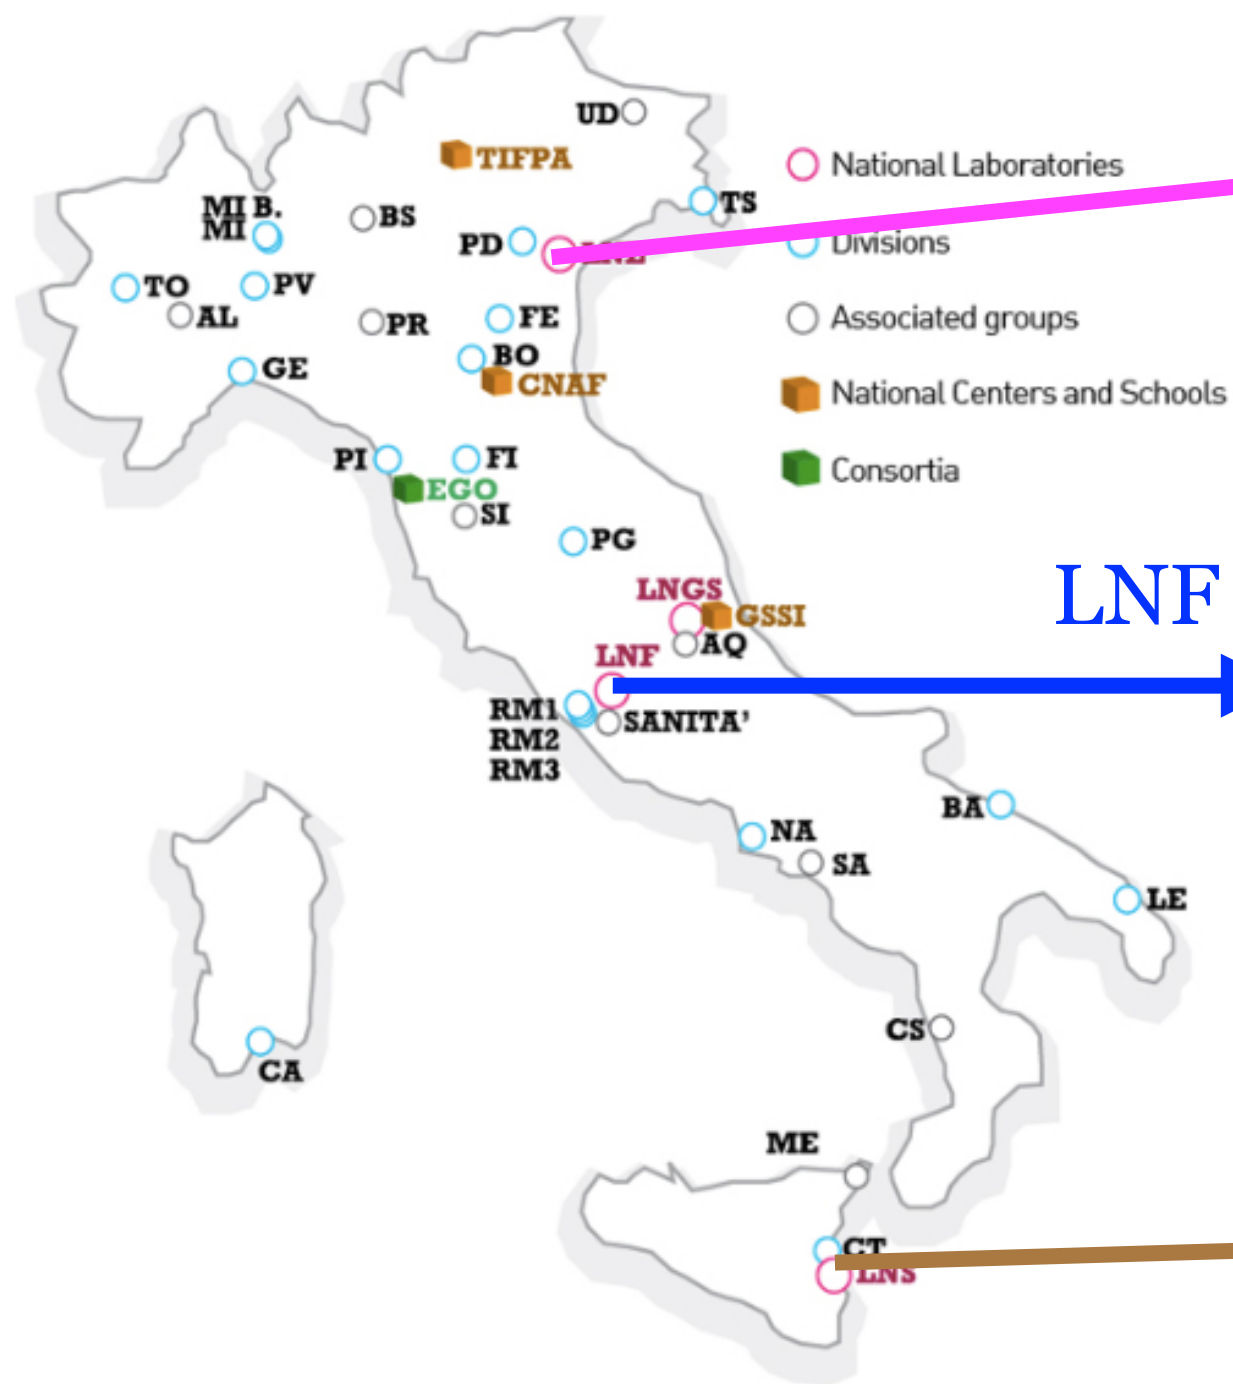 UD
TIFPA
National Laboratories
MI B.
MI
BS
TS
PD
LNL
Divisions
TO
PV
AL
PR
FE
Associated groups
BO
GE
CNAF
National Centers and Schools
PI
FI
EGO
Consortia
SI
PG
LNGS
GSSI
LNF
AQ
LNF
RM1
SANITA’
RM2
RM3
BA
NA
SA
LE
CS
CA
ME
CT
LNS